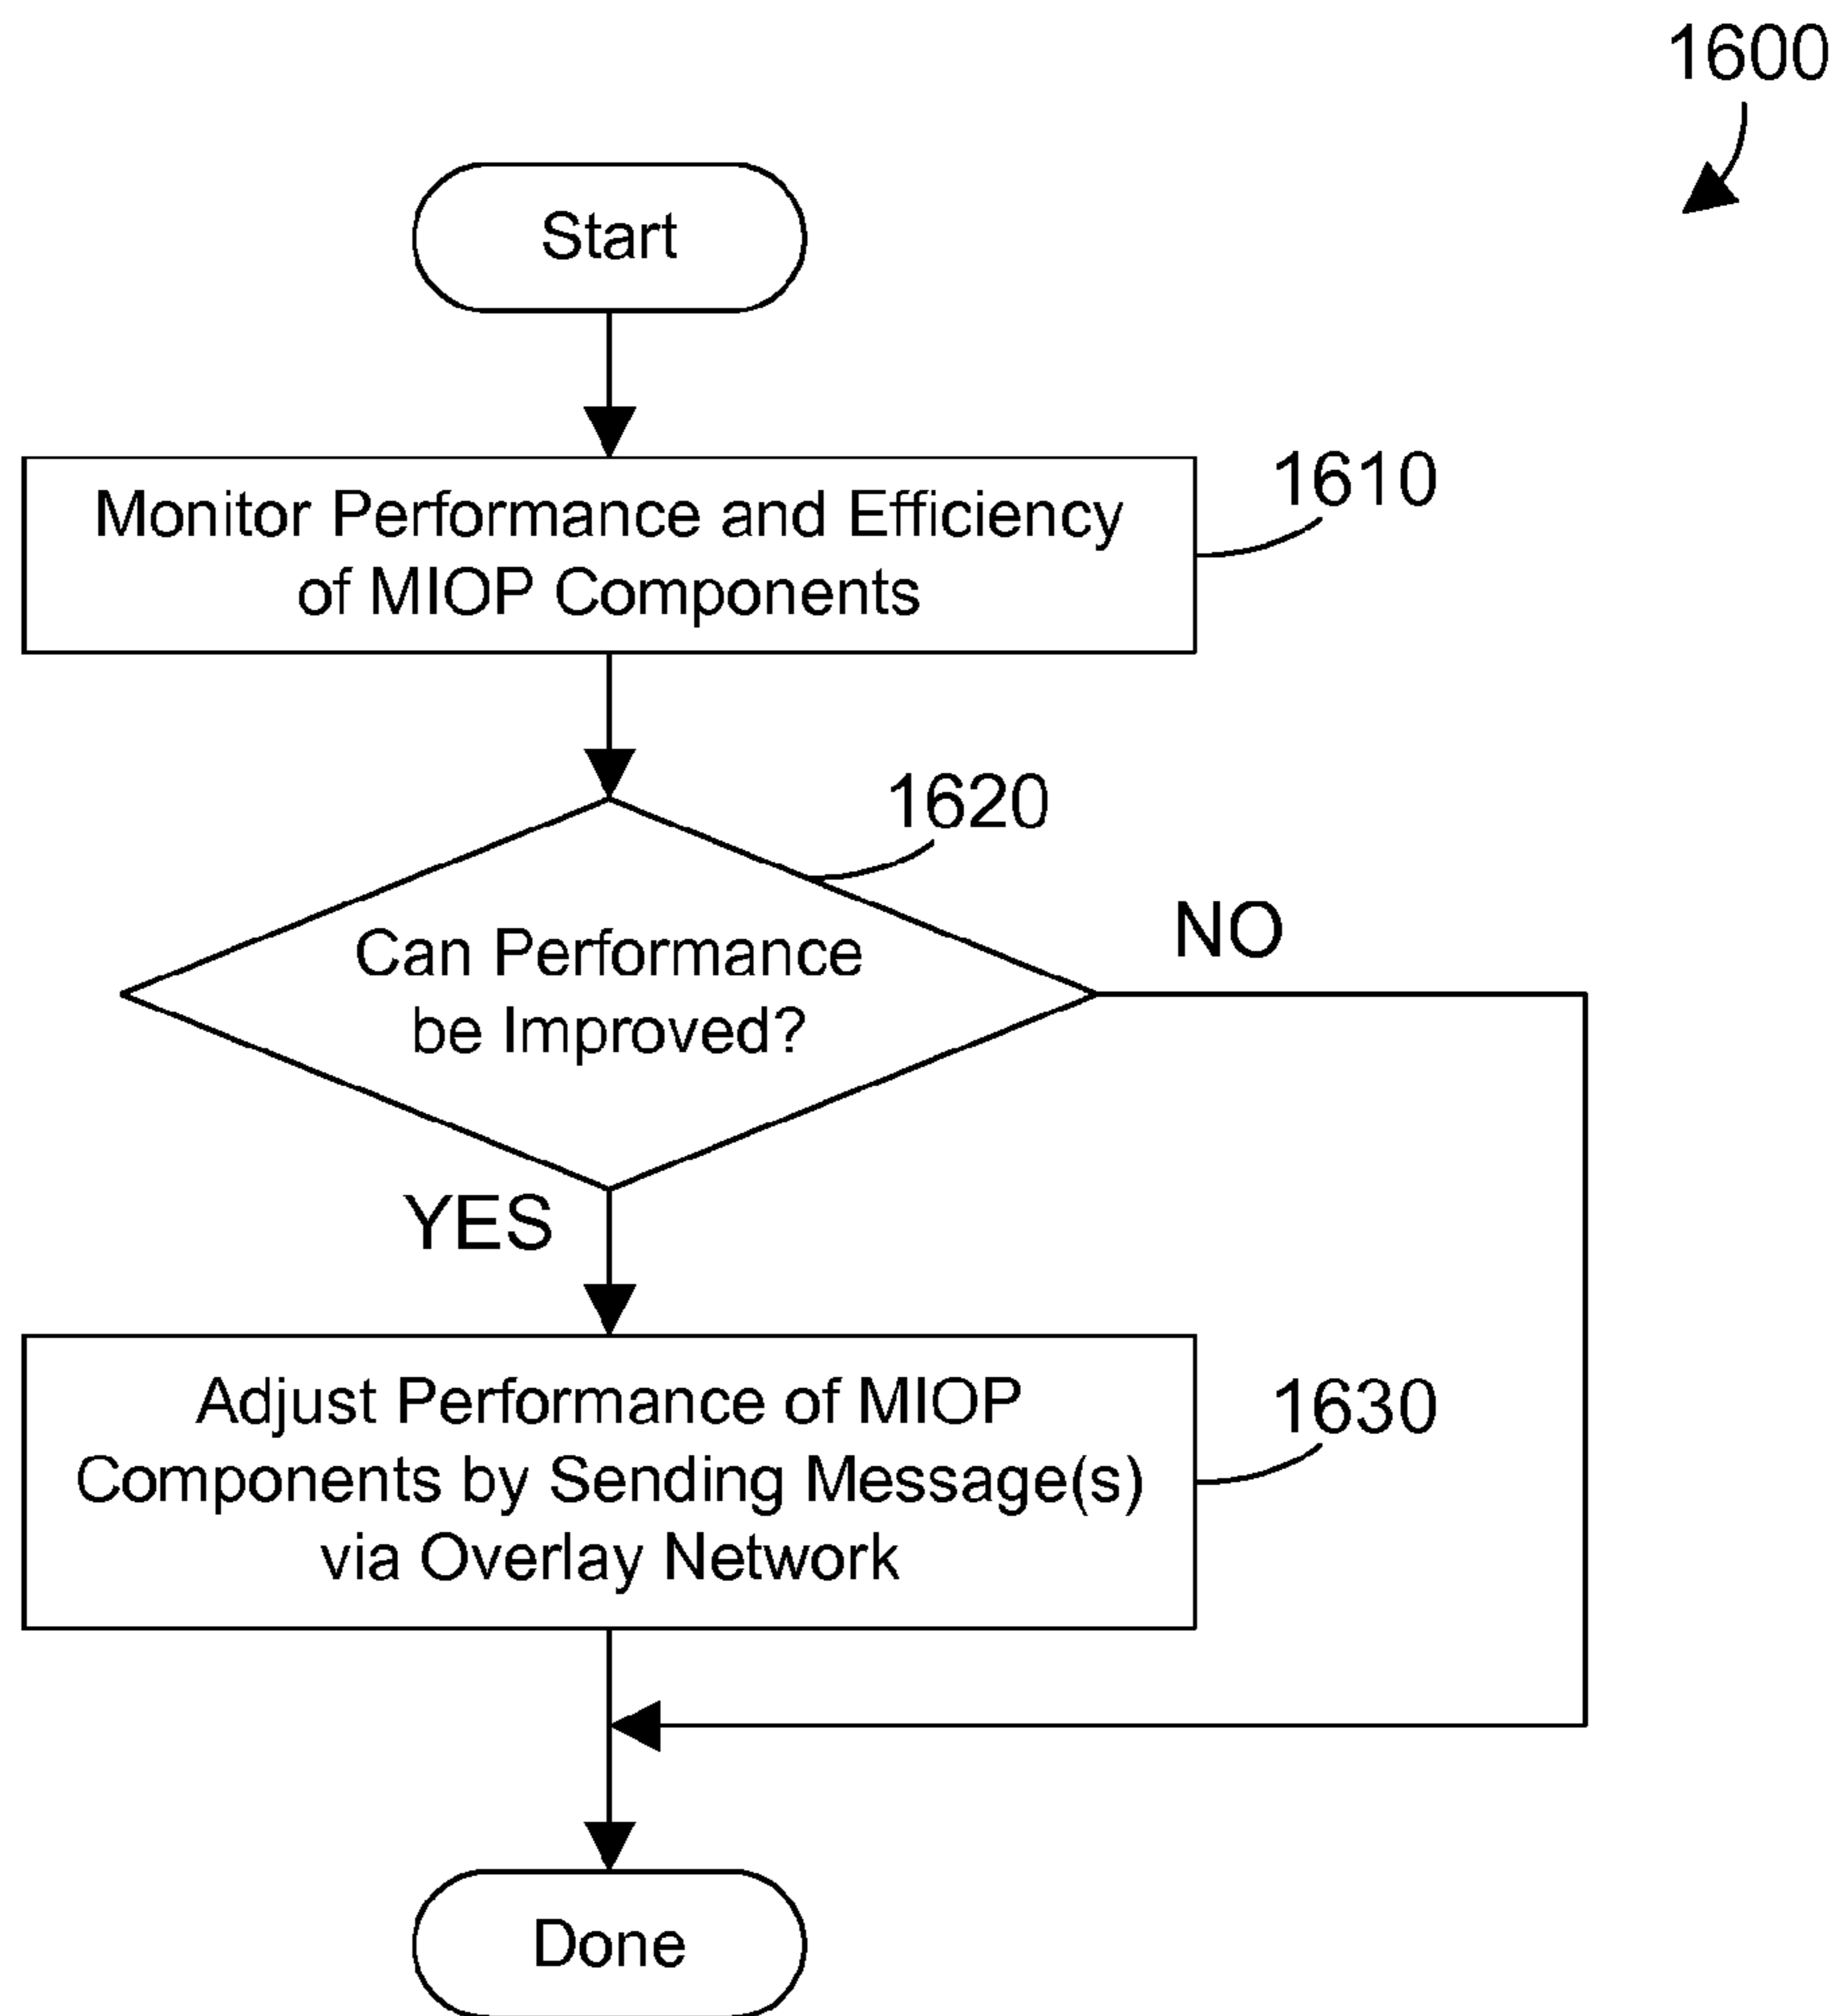 1600
Start
Monitor Performance and Efficiency
of MIOP Components
1610
1620
Can Performance
be Improved?
NO
YES
Adjust Performance of MIOP
Components by Sending Message(s)
via Overlay Network
1630
Done